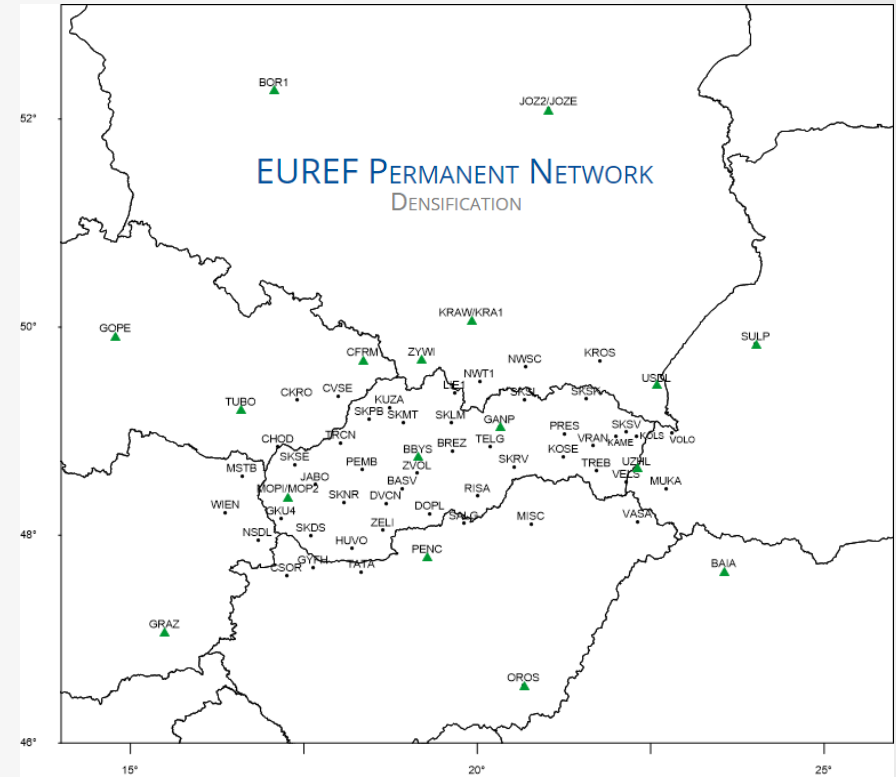 BOR1
JOZ2/JOZE
52°
EUREF PERMANENT NETWORK
DENSIFICATION
KRAW/KRA1
50°
GOPE
SULP
CFRM
ZYWI
NWSC
KROS
NWT1
USDL
LIE1
CKRO
CVSE
SKSL
SKSK
TUBO
KUZA
SKPB
SKMT
SKLM
GANP
PRES
SKSV
KOLS
VOLO
CHOD
TRCN
BREZ
TELG
VRAN
KAME
BBYS
KOSE
SKSE
PEMB
ZVOL
SKRV
TREB
UZHL
MSTB
JABO
BASV
VELS
MUKA
MOPI/MOP2
SKNR
DVCN
RISA
WIEN
GKU4
DOPL
SALG
MISC
VASA
48°
NSDL
SKDS
ZELI
HUVO
PENC
GYFH
TATA
CSOR
BAIA
GRAZ
OROS
46°
15°
20°
25°